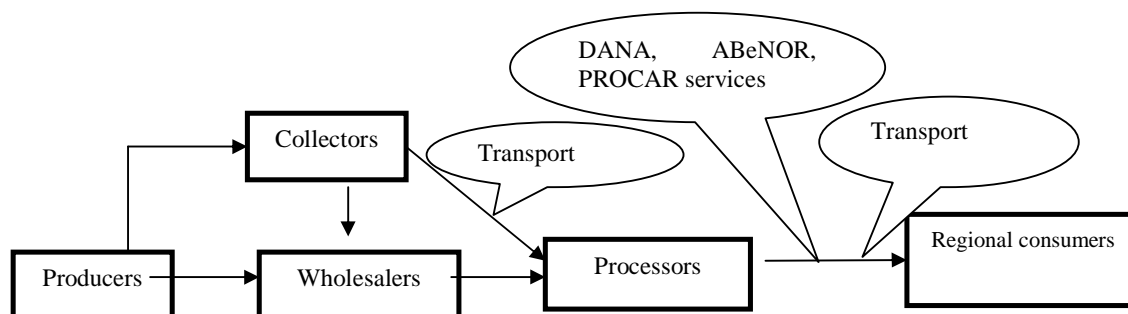 DANA, ABeNOR,
PROCAR services
Transport
Collectors
Transport
Regional consumers
Producers
Wholesalers
Processors